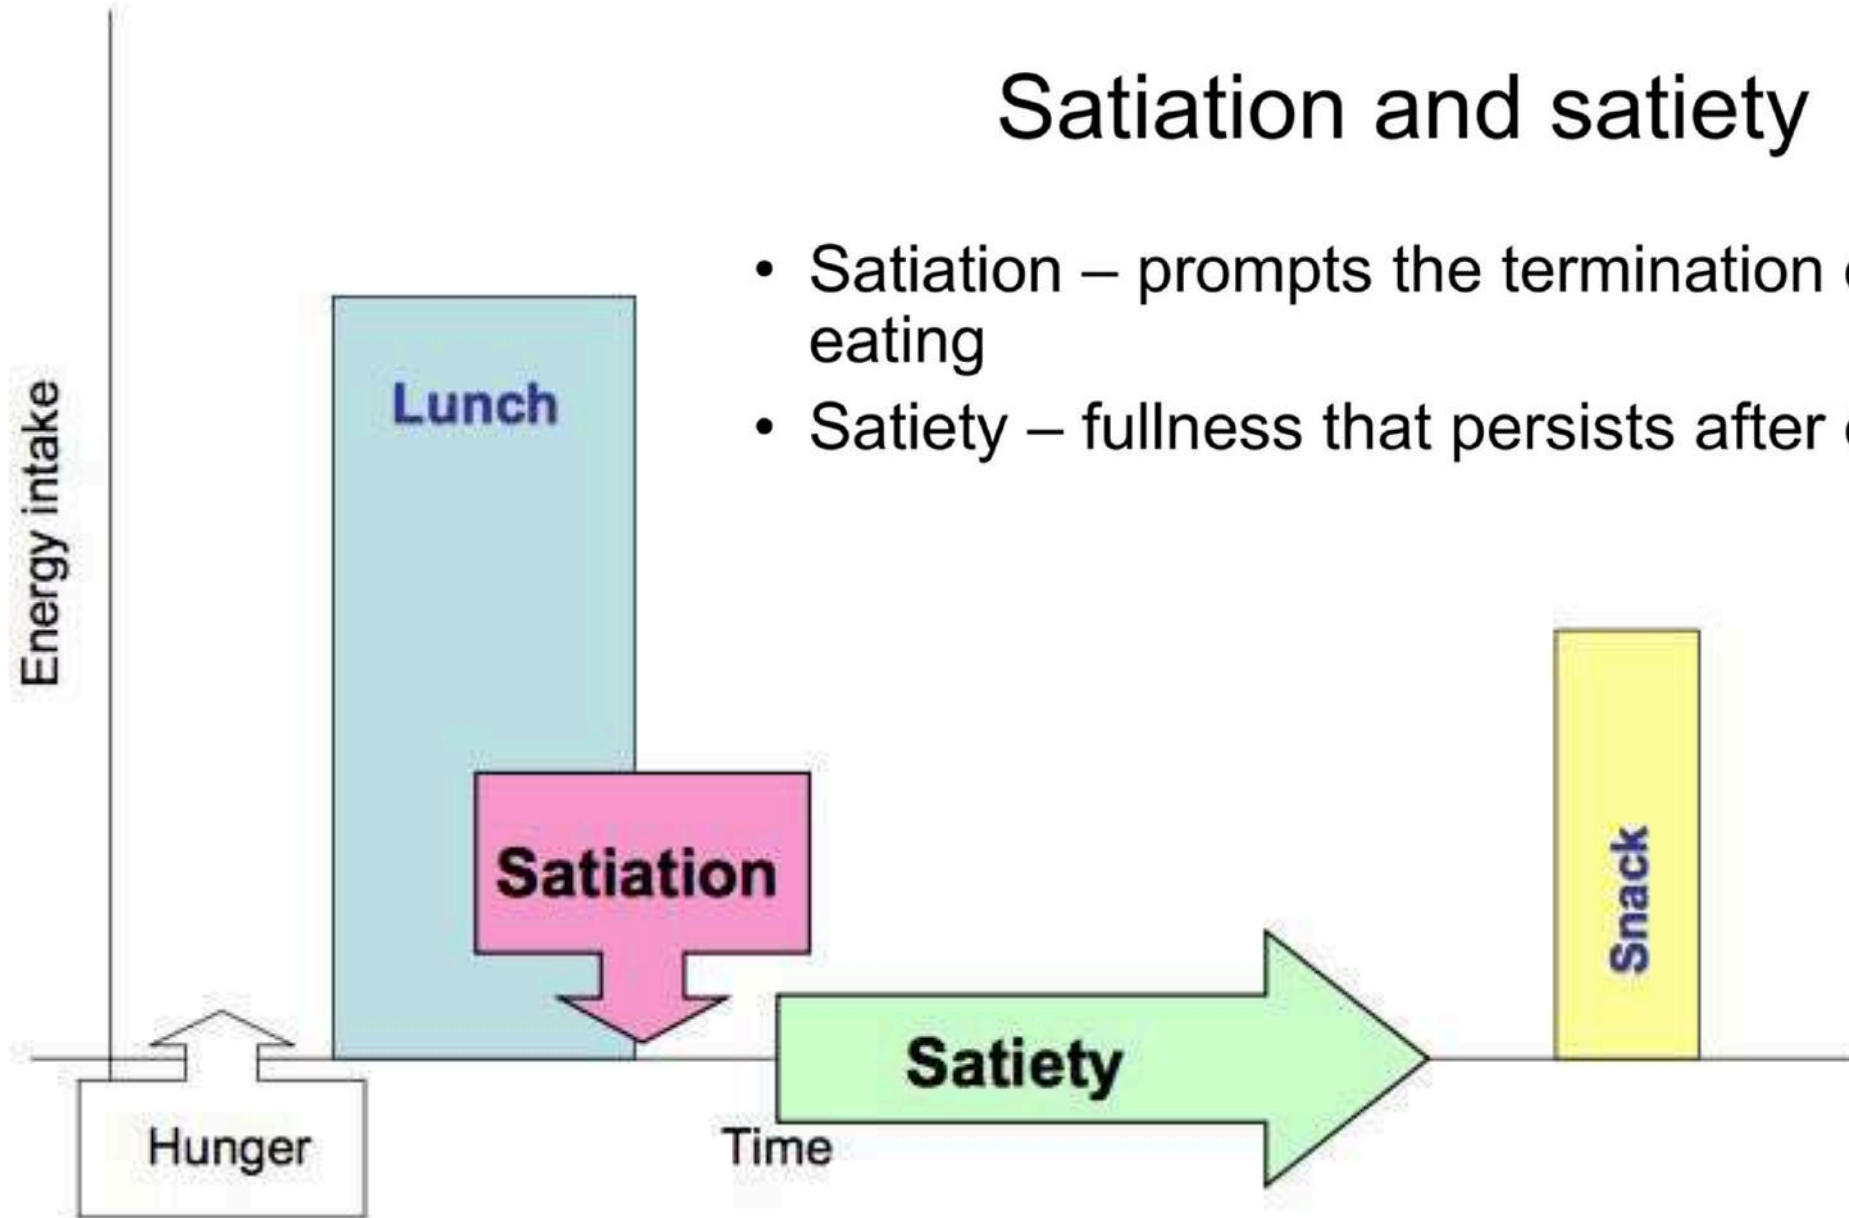 Satiation and satiety
• Satiation – prompts the termination
eating
• Satiety – fullness that persists after
Energy intake
Lunch
Satiation
Snack
Satiety
Hunger
Time